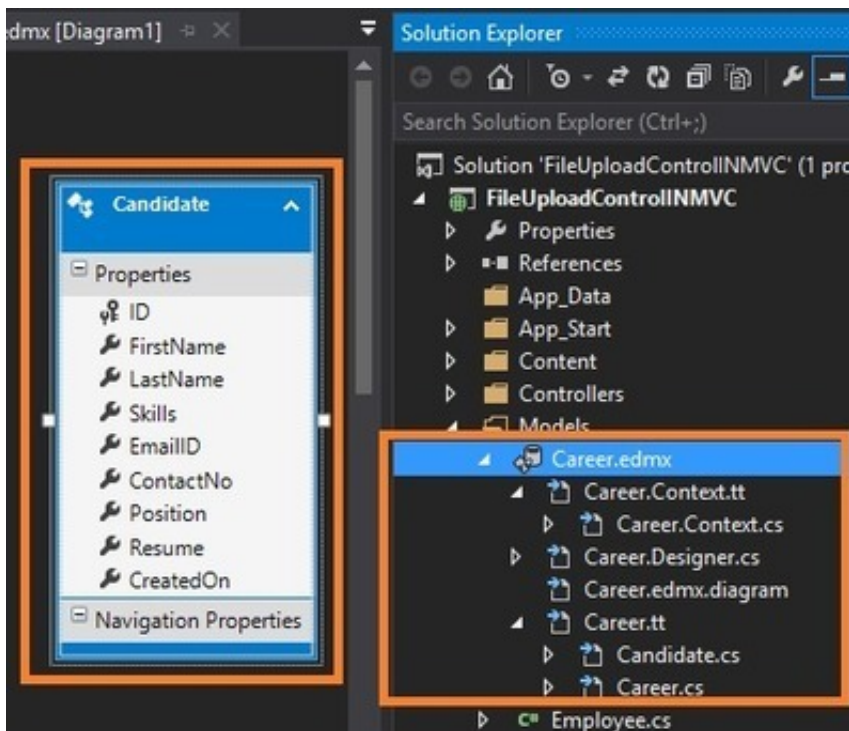 edmx [Diagram1]
Candidate
Properties
ID
FirstName
LastName
Skills
EmailID
ContactNo
Position
Resume
CreatedOn
Navigation Properties
Solution Explorer
Search Solution Explorer (Ctrl+;)
Solution 'FileUploadControlINMVC' (1 pro
FileUploadControlINMVC
Properties
References
App_Data
App_Start
Content
Controllers
Models
Career.edmx
Career.Context.tt
Career.Context.cs
Career.Designer.cs
Career.edmx.diagram
Career.tt
Candidate.cs
Career.cs
C# Employee.cs